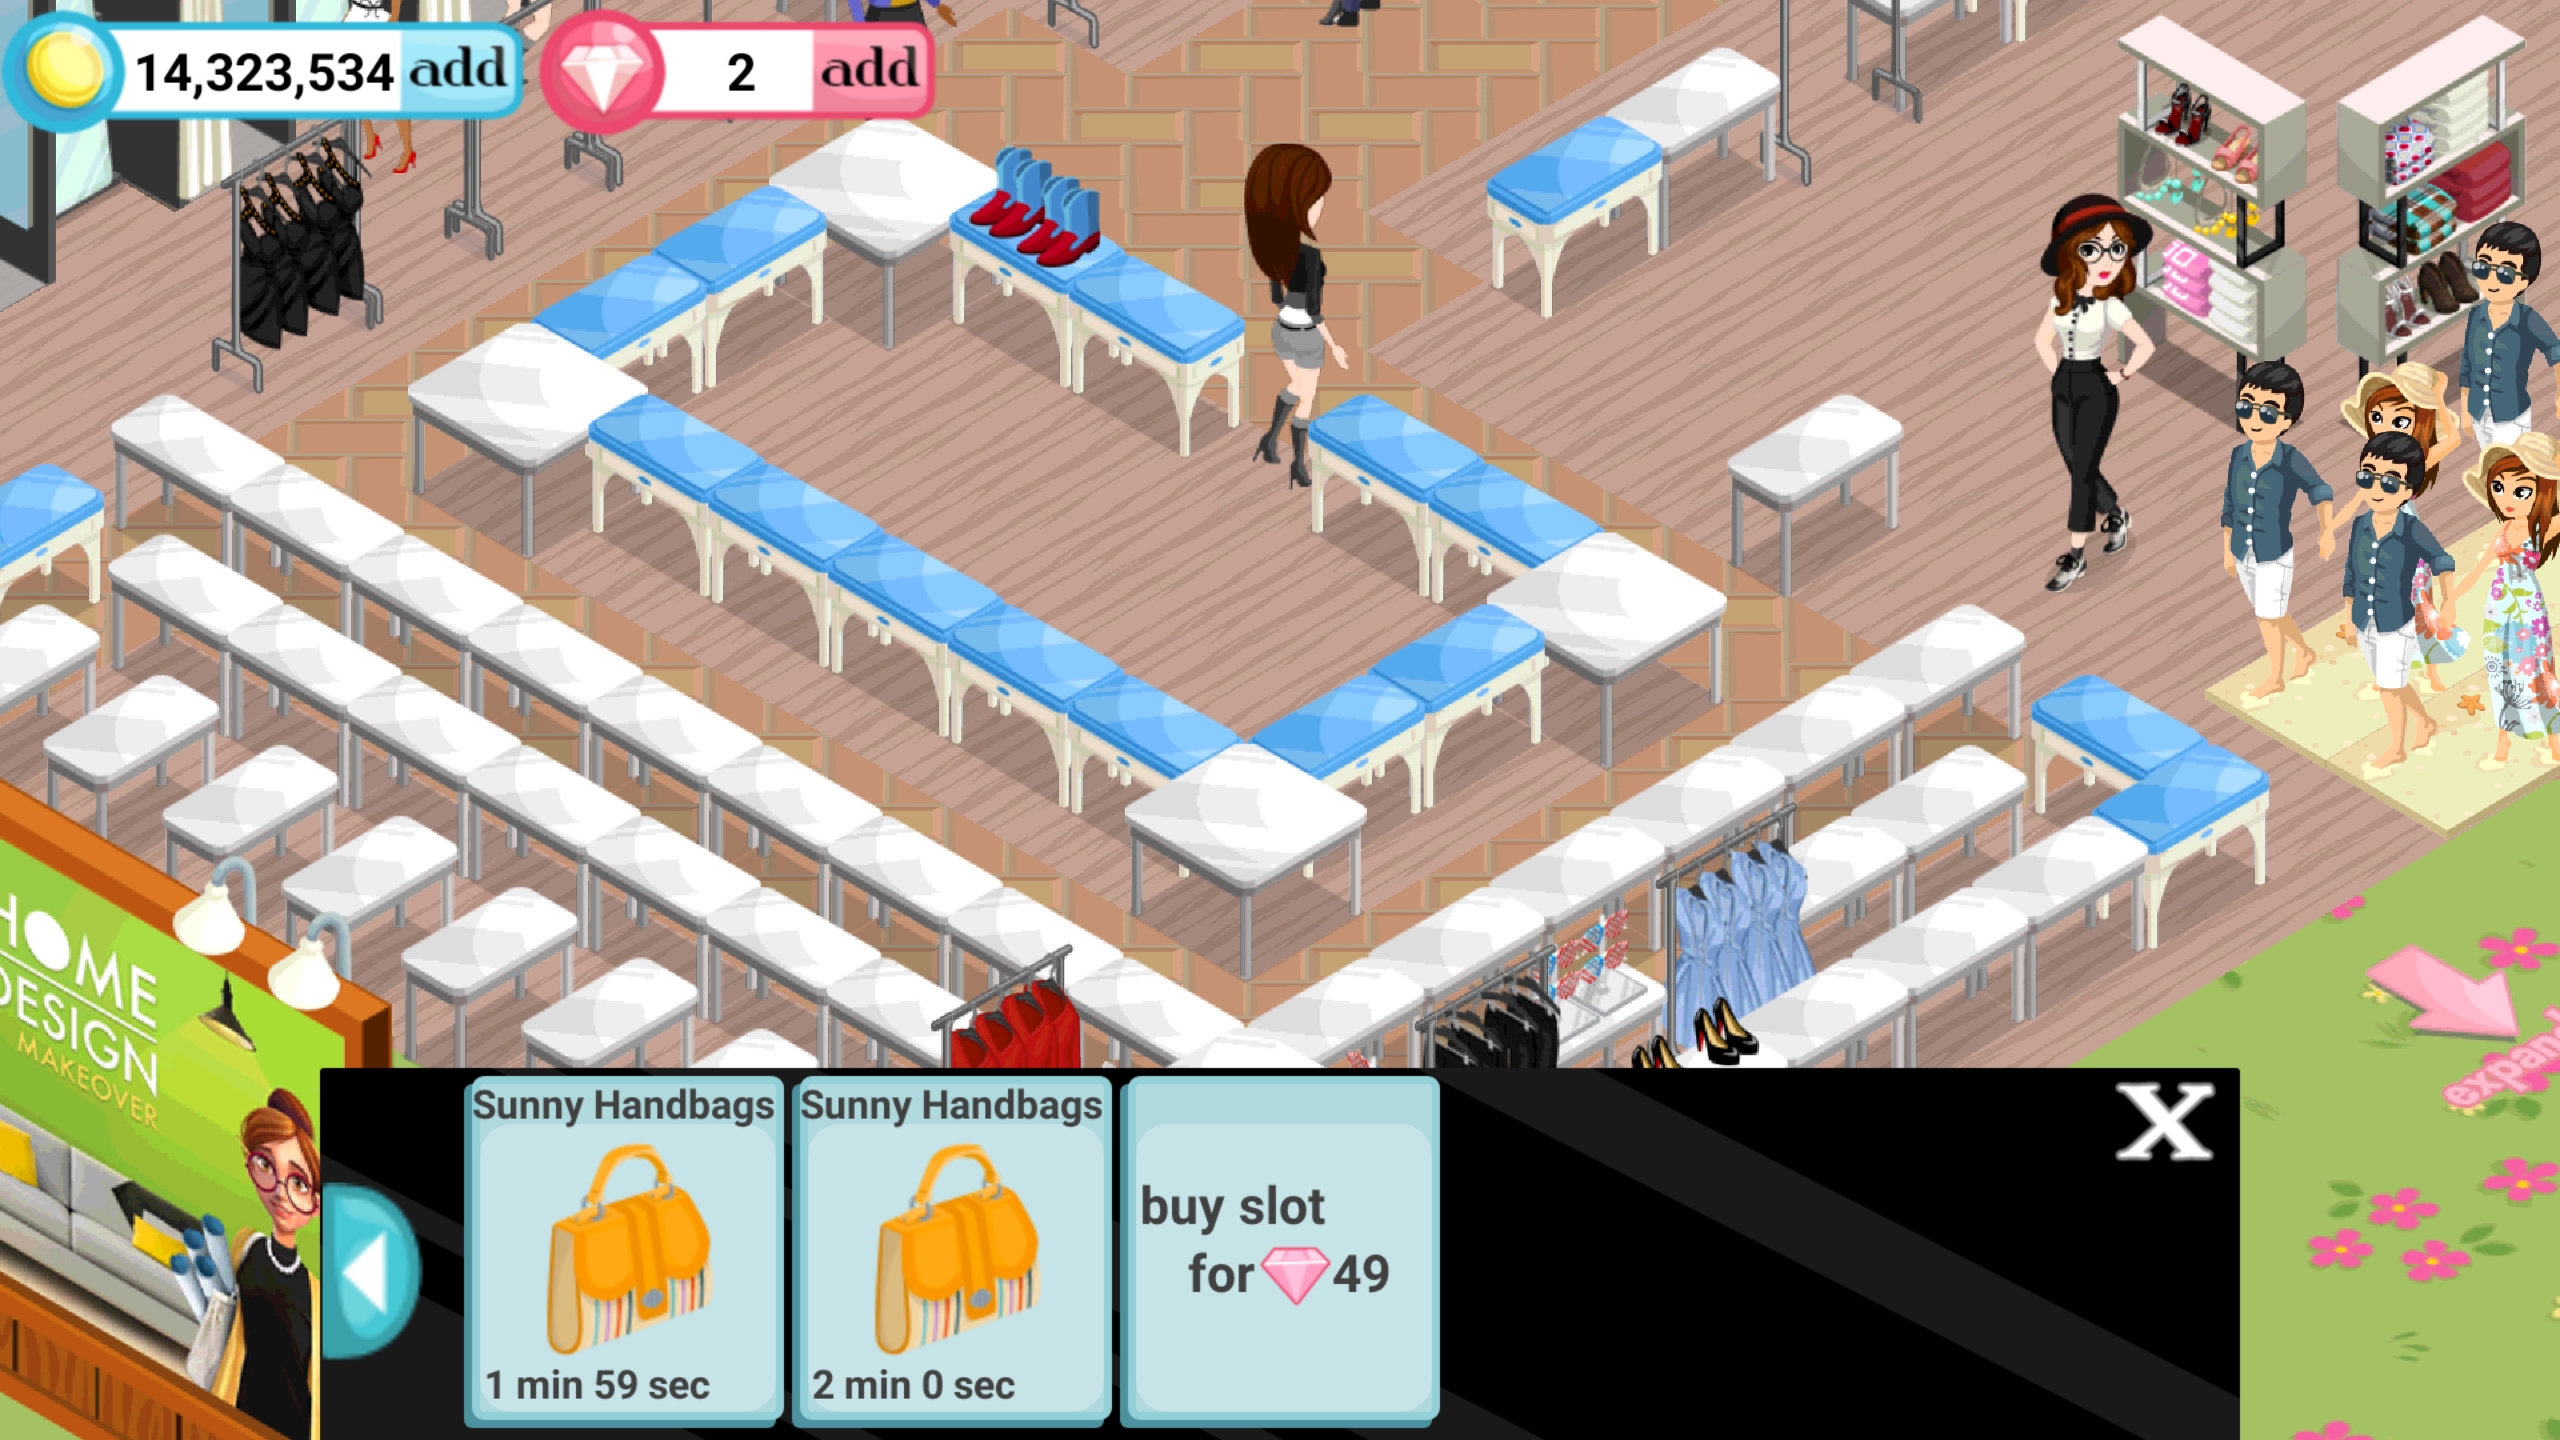 14,323,534 add
2 add
HOME
DESIGN
MAKEOVER
expand
Sunny Handbags
1 min 59 sec
Sunny Handbags
2 min 0 sec
buy slot
for 49
X